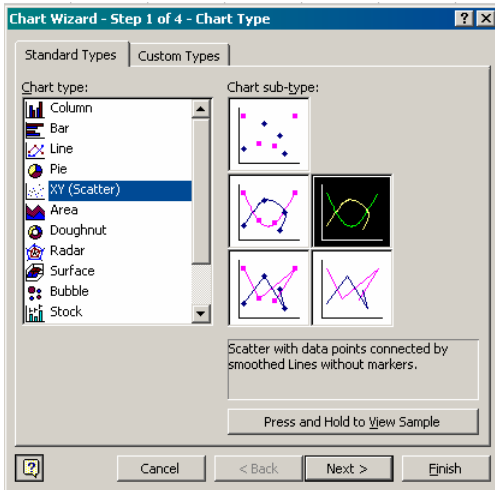 Chart Wizard - Step 1 of 4 - Chart Type
Standard Types
Custom Types
Chart type:
Column
Bar
Line
Pie
XY (Scatter)
Area
Doughnut
Radar
Surface
Bubble
Stock
Chart sub-type:
Scatter with data points connected by
smoothed Lines without markers.
Press and Hold to View Sample
Cancel
< Back
Next >
Finish